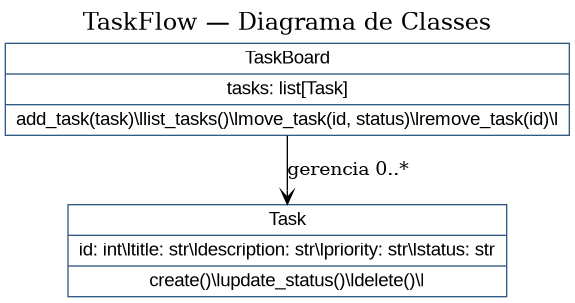 TaskFlow — Diagrama de Classes
TaskBoard
tasks: list[Task]
add_task(task)\llist_tasks()\lmove_task(id, status)\lremove_task(id)\l
gerencia 0..*
Task
id: int\ltitle: str\ldescription: str\lpriority: str\lstatus: str
create()\lupdate_status()\ldelete()\l